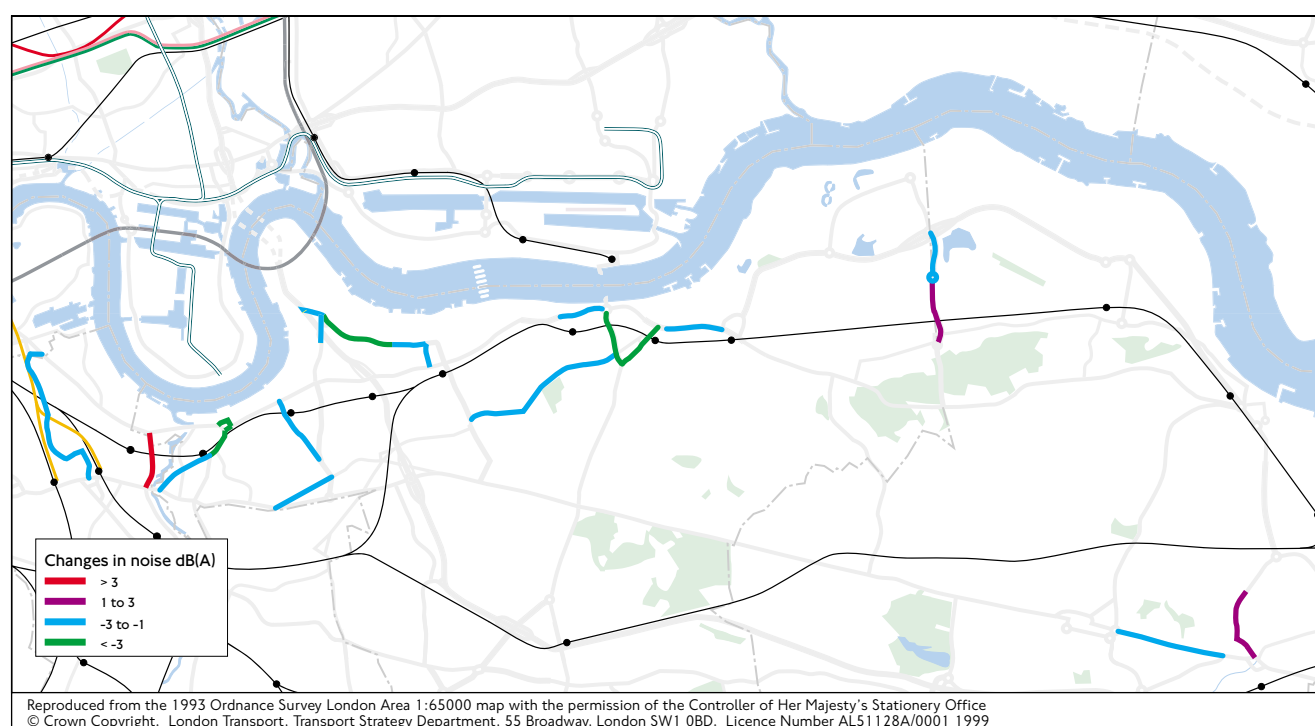 Changes in noise dB(A)
> 3
1 to 3
-3 to -1
< -3
Reproduced from the 1993 Ordnance Survey London Area 1:65000 map with the permission of the Controller of Her Majesty's Stationery Office
© Crown Copyright. London Transport, Transport Strategy Department, 55 Broadway, London SW1 0BD. Licence Number AL51128A/0001 1999